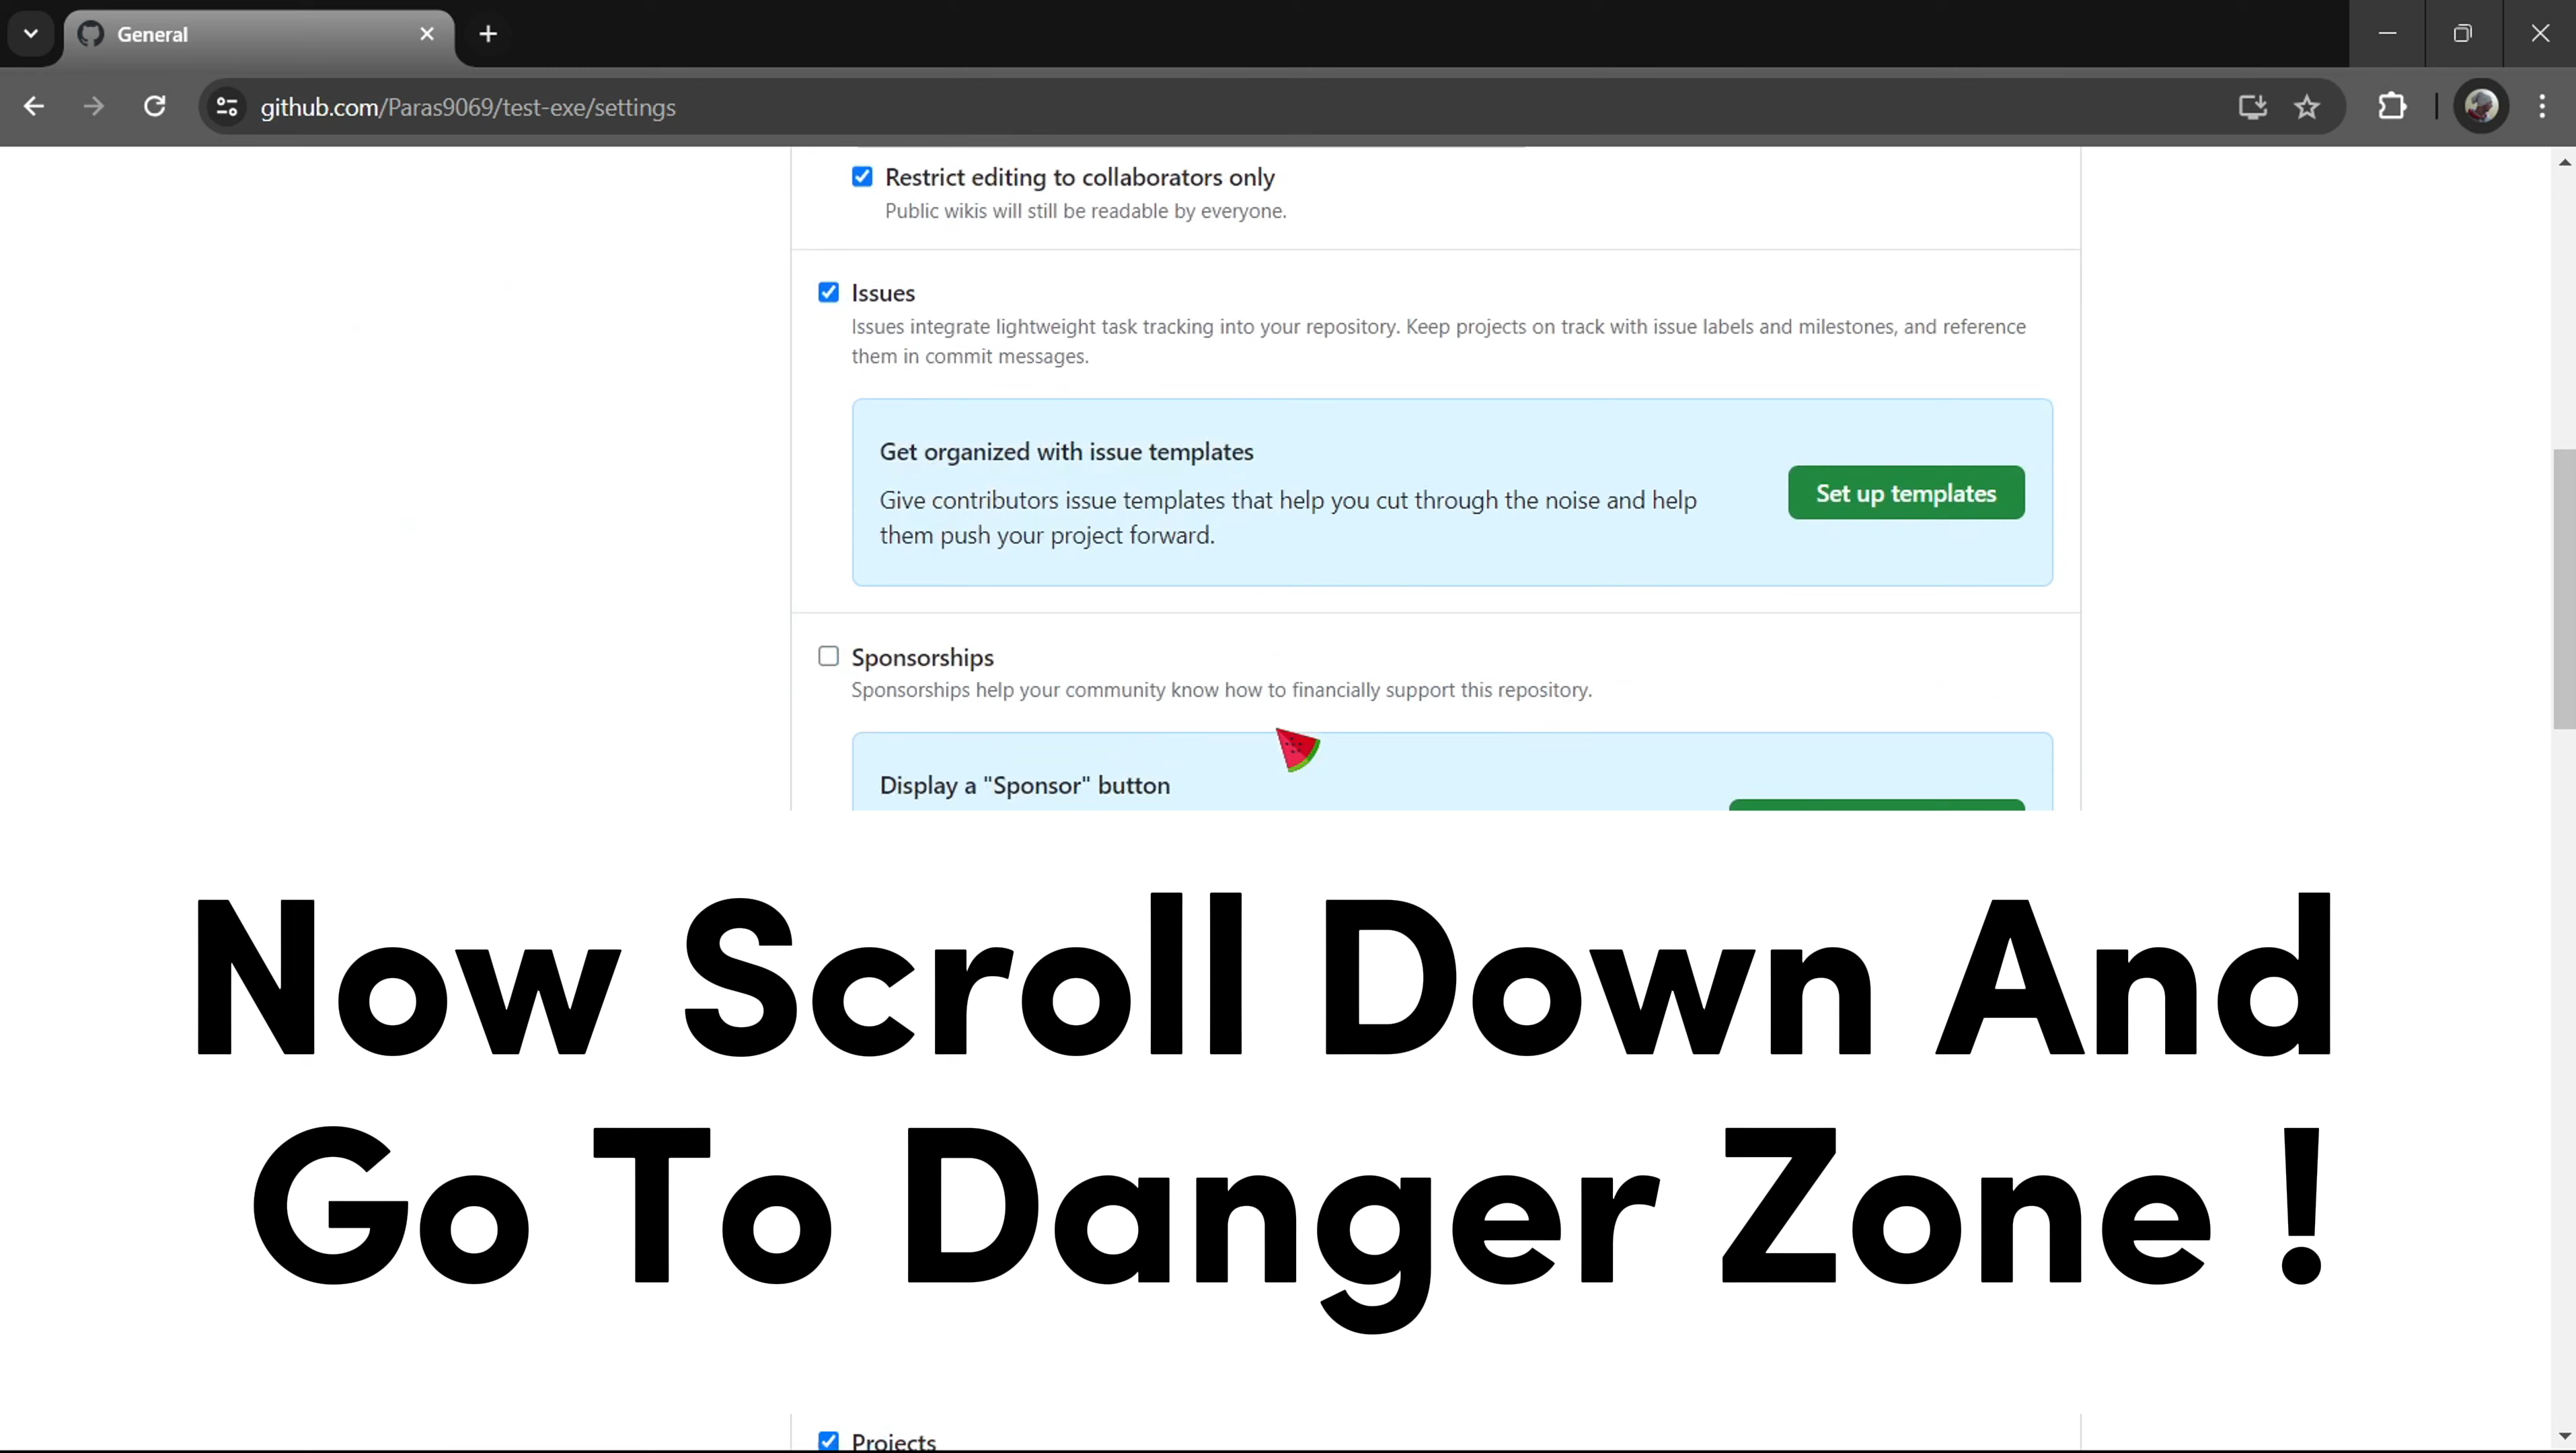 General
github.com/Paras9069/test-exe/settings
Restrict editing to collaborators only
Public wikis will still be readable by everyone.
Issues
Issues integrate lightweight task tracking into your repository. Keep projects on track with issue labels and milestones, and reference
them in commit messages.
Get organized with issue templates
Give contributors issue templates that help you cut through the noise and help
them push your project forward.
Set up templates
Sponsorships
Sponsorships help your community know how to financially support this repository.
Display a "Sponsor" button
Now Scroll Down And
Go To Danger Zone !
Projects